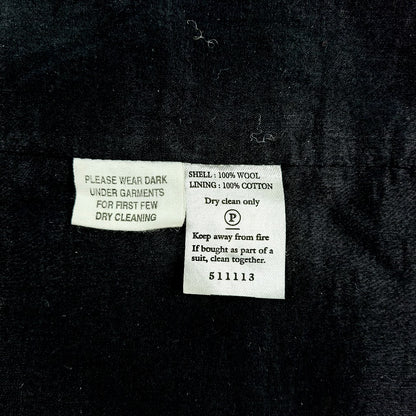 PLEASE WEAR DARK
UNDER GARMENTS
FOR FIRST FEW
DRY CLEANING
SHELL : 100% WOOL
LINING : 100% COTTON
Dry clean only
P
Keep away from fire
If bought as part of a
suit, clean together.
511113